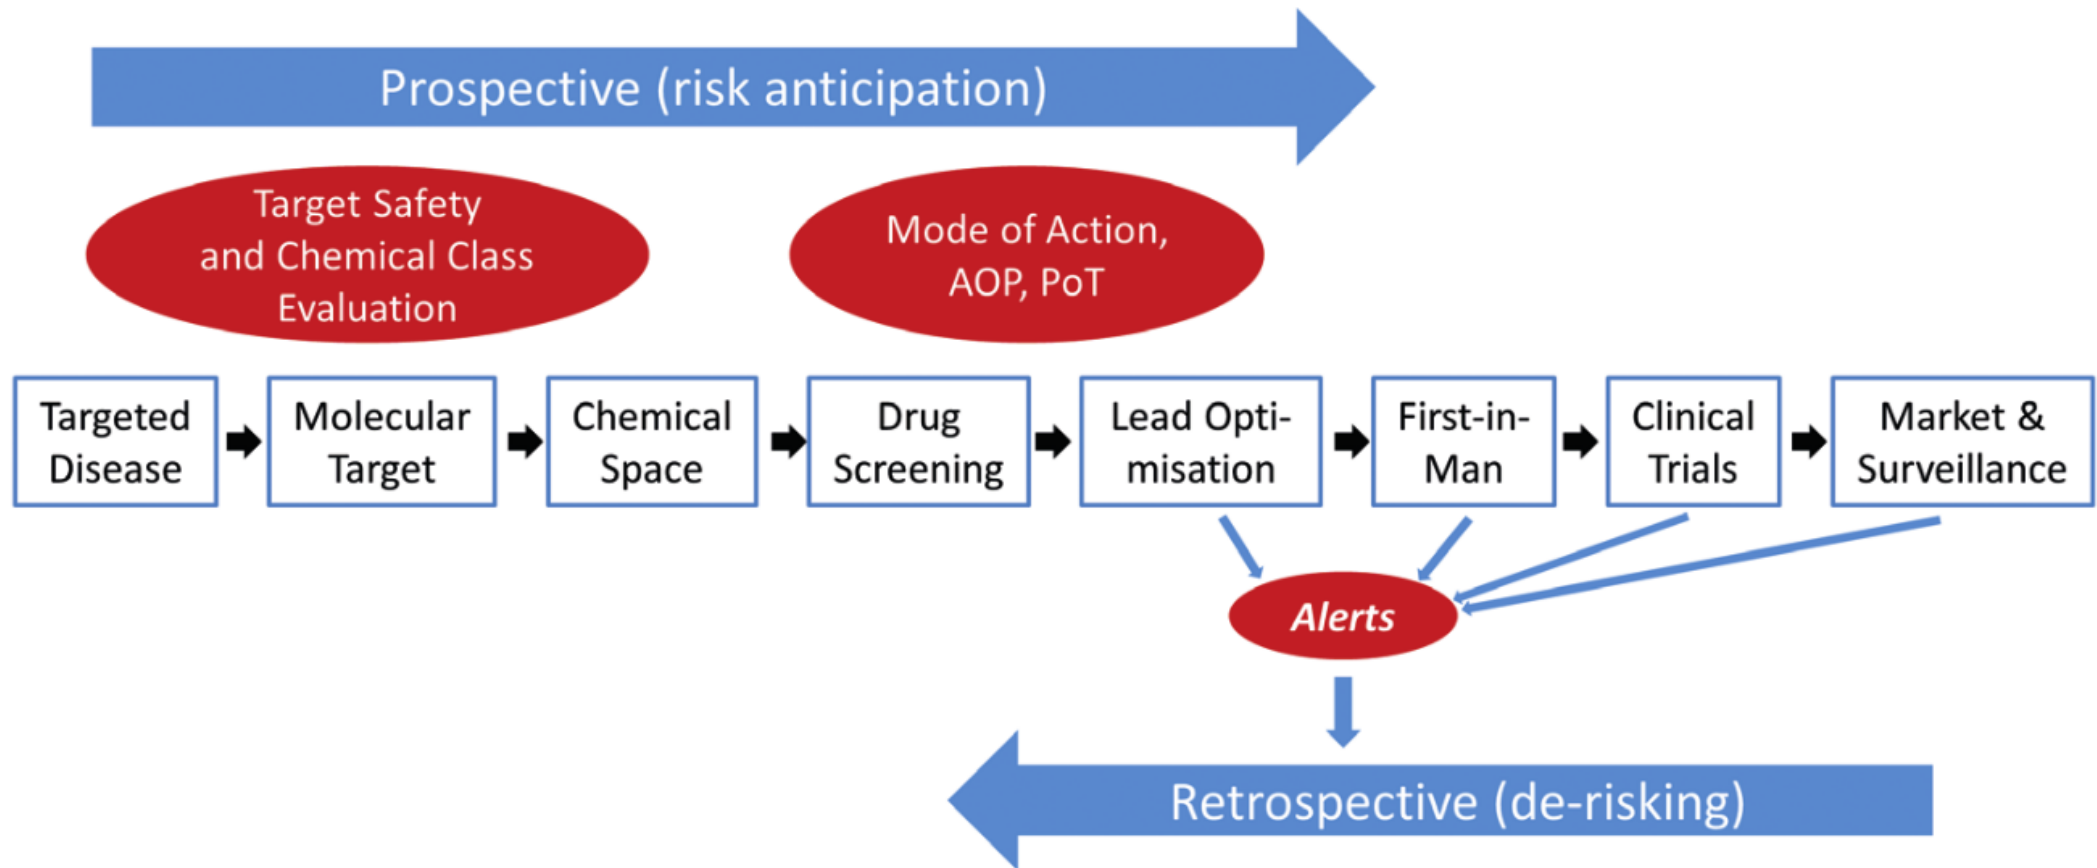 Prospective (risk anticipation)
Target Safety
and Chemical Class
Evaluation
Mode of Action,
AOP, PoT
Targeted
Disease
Molecular
Target
Chemical
Space
Drug
Screening
Lead Opti-
misation
First-in-
Man
Clinical
Trials
Market &
Surveillance
Alerts
Retrospective (de-risking)